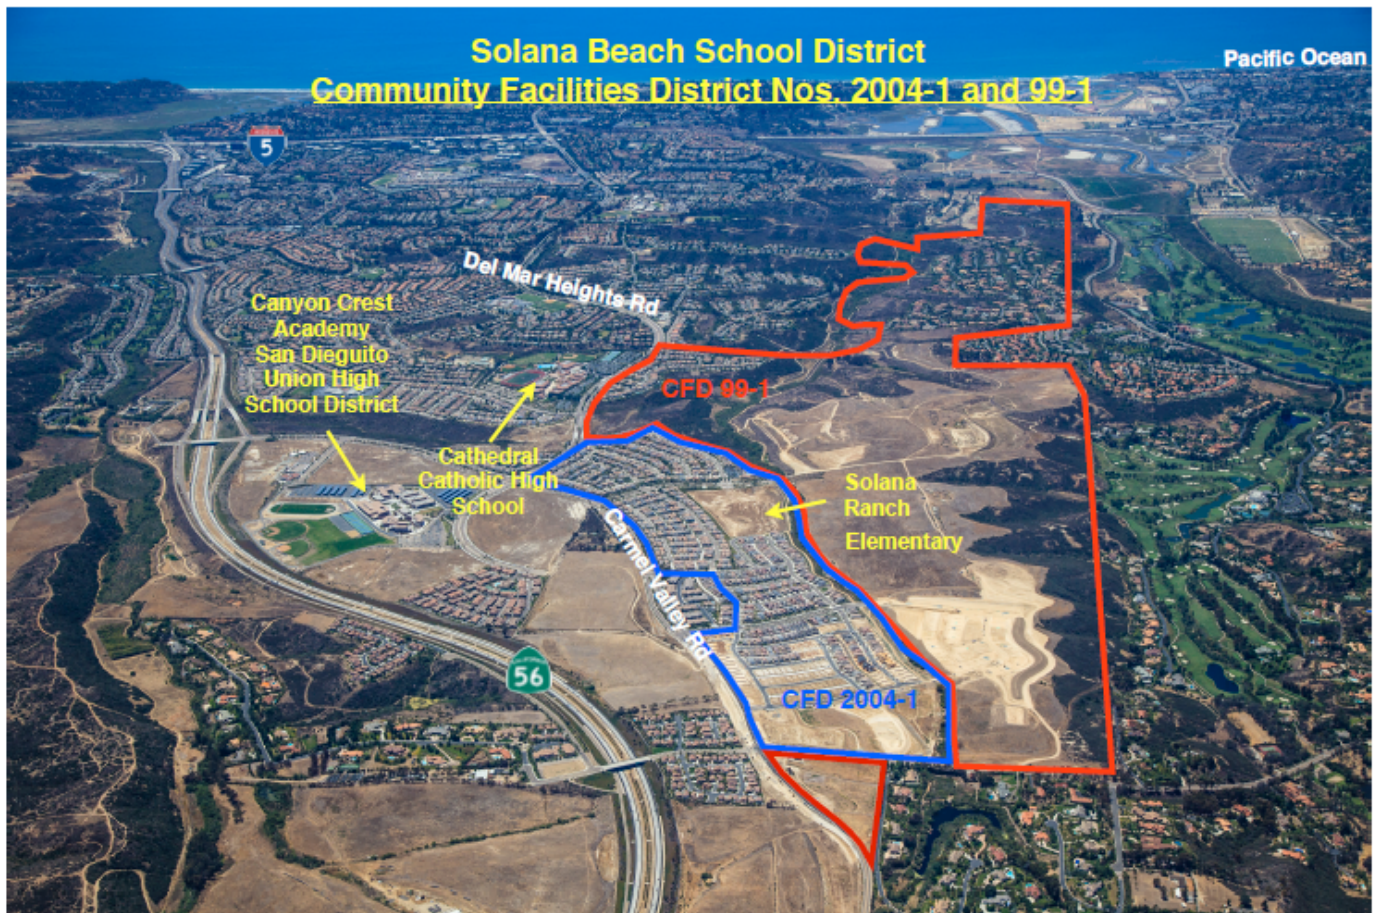 Solana Beach School District
Community Facilities District Nos. 2004-1 and 99-1
Pacific Ocean
5
Del Mar Heights Rd
Canyon Crest
Academy
San Dieguito
Union High
School District
CFD 99-1
Cathedral
Catholic High
School
Solana
Ranch
Elementary
Carmel Valley Rd
56
CFD 2004-1